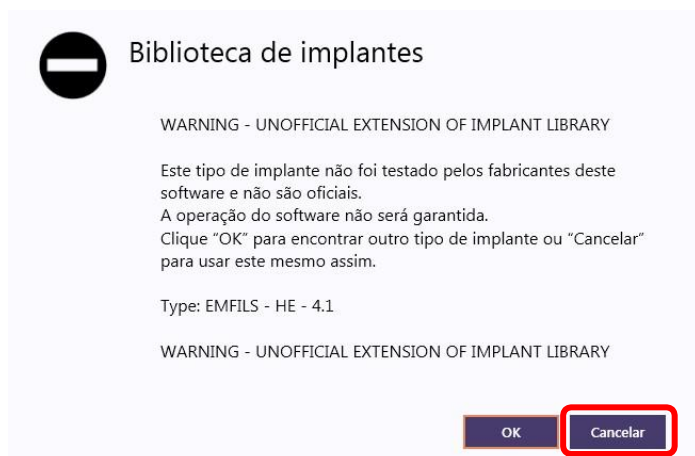 Biblioteca de implantes
WARNING - UNOFFICIAL EXTENSION OF IMPLANT LIBRARY
Este tipo de implante não foi testado pelos fabricantes deste
software e não são oficiais.
A operação do software não será garantida.
Clique “OK” para encontrar outro tipo de implante ou “Cancelar”
para usar este mesmo assim.
Type: EMFILS - HE - 4.1
WARNING - UNOFFICIAL EXTENSION OF IMPLANT LIBRARY
OK
Cancelar